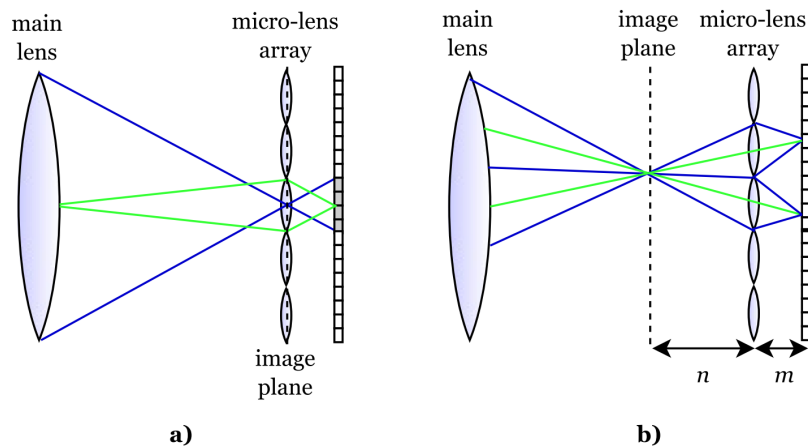 main
lens
micro-lens
array
image
plane
a)
main
lens
image
plane
micro-lens
array
n
m
b)